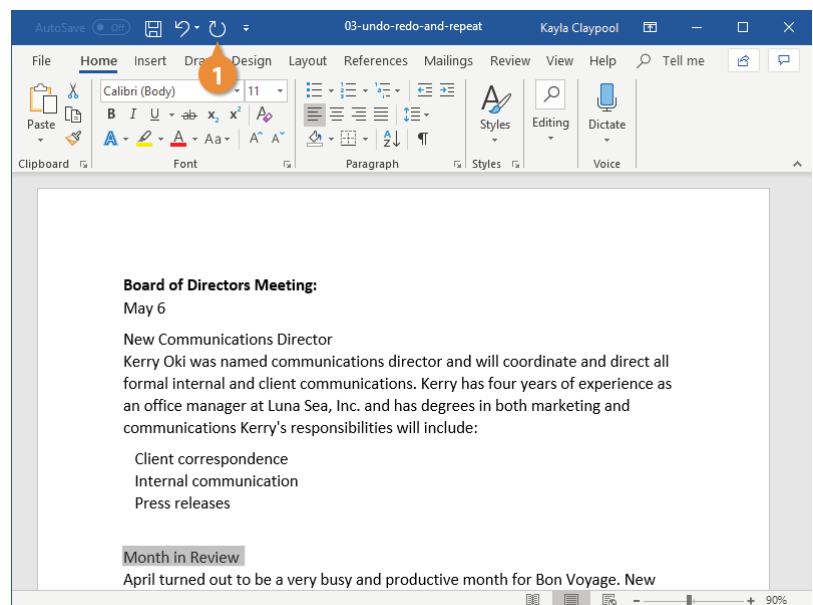 AutoSave Off 03-undo-redo-and-repeat Kayla Claypool
File Home Insert Design Layout References Mailings Review View Help Tell me
1
Calibri (Body) 11
Paste B I U ab x₂ x² A Styles Editing Dictate
A A Aa A^ A˅ A Z ¶
Clipboard Font Paragraph Styles Voice
Board of Directors Meeting:
May 6
New Communications Director
Kerry Oki was named communications director and will coordinate and direct all
formal internal and client communications. Kerry has four years of experience as
an office manager at Luna Sea, Inc. and has degrees in both marketing and
communications Kerry's responsibilities will include:
Client correspondence
Internal communication
Press releases
Month in Review
April turned out to be a very busy and productive month for Bon Voyage. New
90%